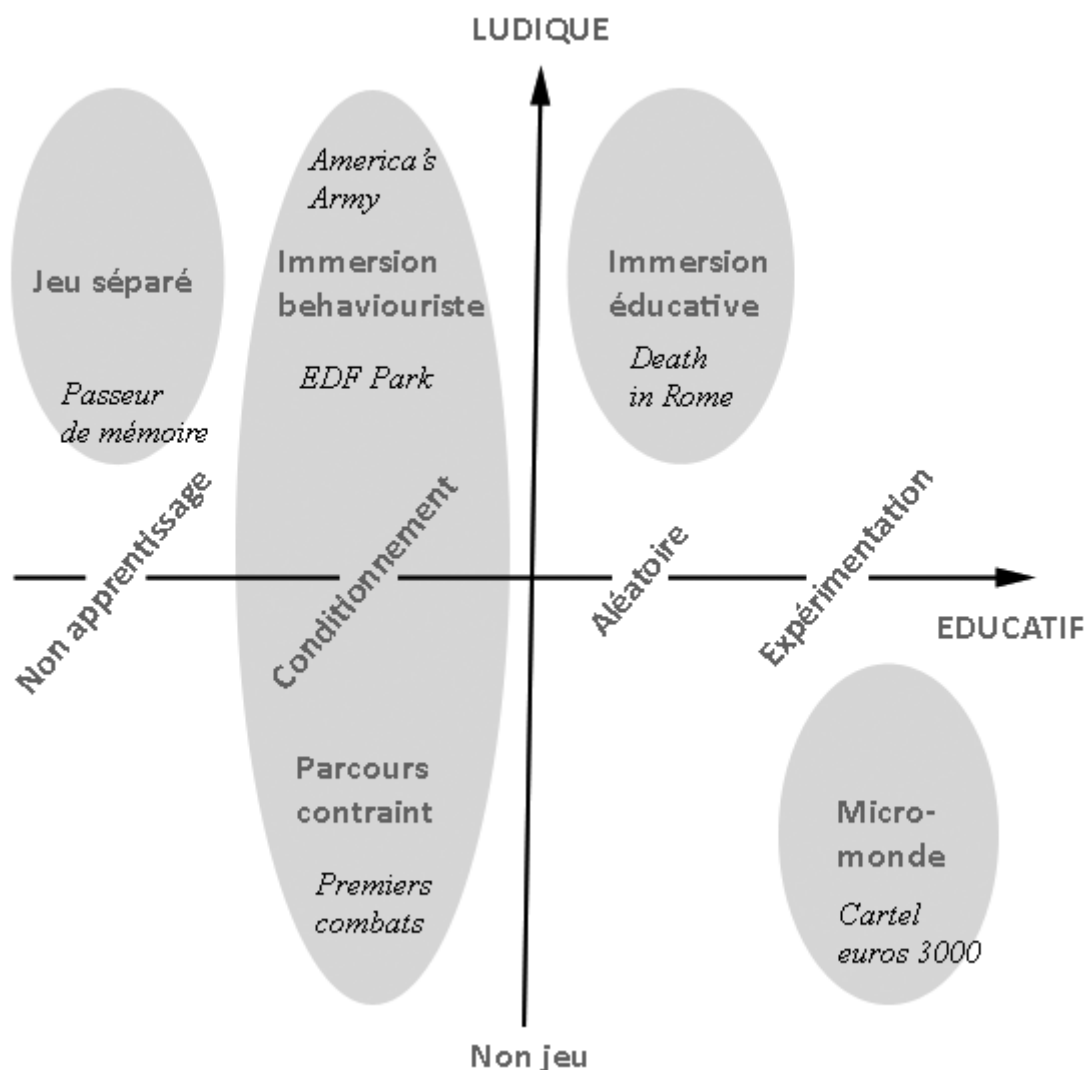 LUDIQUE
America's
Army
Jeu séparé
Immersion
behaviouriste
Immersion
éducative
EDF Park
Death
in Rome
Passeur
de mémoire
Non apprentissage
Conditionnement
Aléatoire
Expérimentation
EDUCATIF
Parcours
contraint
Premiers
combats
Micro-
monde
Cartel
euros 3000
Non jeu